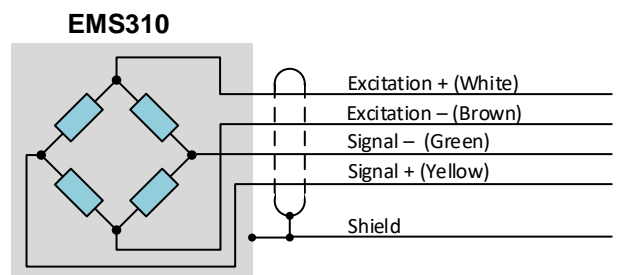 EMS310
Excitation + (White)
Excitation – (Brown)
Signal – (Green)
Signal + (Yellow)
Shield